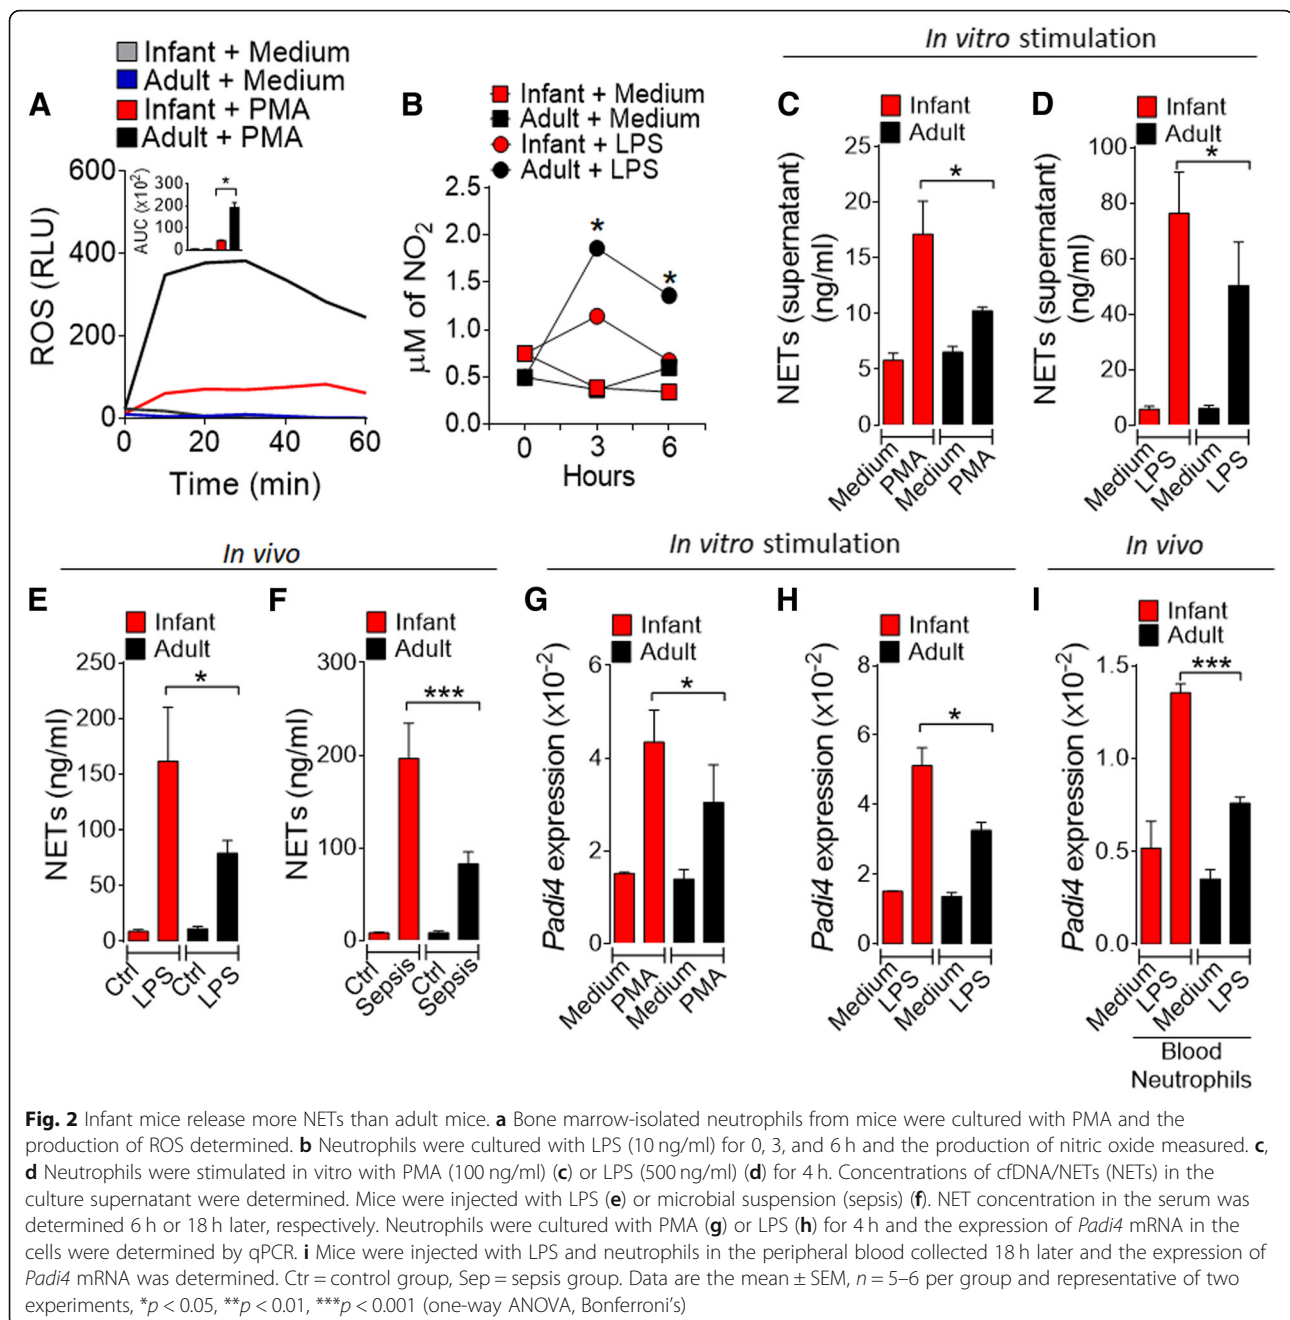 In vitro stimulation
Infant + Medium
Adult + Medium
Infant + PMA
Adult + PMA
A
ROS (RLU)
600
400
200
0
0 20 40 60
Time (min)
AUC (x10²)
300
200
100
0
*
B
Infant + Medium
Adult + Medium
Infant + LPS
Adult + LPS
μM of NO₂
2.5
2.0
1.5
1.0
0.5
0.0
*
*
0 3 6
Hours
C
Infant
Adult
NETs (supernatant)
(ng/ml)
25
20
15
10
5
0
*
Medium PMA Medium PMA
D
Infant
Adult
NETs (supernatant)
(ng/ml)
100
80
60
40
20
0
*
Medium LPS Medium LPS
In vivo
E
Infant
Adult
NETs (ng/ml)
250
200
150
100
50
0
*
Ctrl LPS Ctrl LPS
F
Infant
Adult
NETs (ng/ml)
300
200
100
0
***
Ctrl Sepsis Ctrl Sepsis
In vitro stimulation
G
Infant
Adult
Padi4 expression (x10⁻²)
6
4
2
0
*
Medium PMA Medium PMA
H
Infant
Adult
Padi4 expression (x10⁻²)
8
6
4
2
0
*
Medium LPS Medium LPS
In vivo
I
Infant
Adult
Padi4 expression (x10⁻²)
1.5
1.0
0.5
0.0
***
Medium LPS Medium LPS
Blood
Neutrophils
Fig. 2 Infant mice release more NETs than adult mice. a Bone marrow-isolated neutrophils from mice were cultured with PMA and the
production of ROS determined. b Neutrophils were cultured with LPS (10 ng/ml) for 0, 3, and 6 h and the production of nitric oxide measured. c,
d Neutrophils were stimulated in vitro with PMA (100 ng/ml) (c) or LPS (500 ng/ml) (d) for 4 h. Concentrations of cfDNA/NETs (NETs) in the
culture supernatant were determined. Mice were injected with LPS (e) or microbial suspension (sepsis) (f). NET concentration in the serum was
determined 6 h or 18 h later, respectively. Neutrophils were cultured with PMA (g) or LPS (h) for 4 h and the expression of Padi4 mRNA in the
cells were determined by qPCR. i Mice were injected with LPS and neutrophils in the peripheral blood collected 18 h later and the expression of
Padi4 mRNA was determined. Ctr = control group, Sep = sepsis group. Data are the mean ± SEM, n = 5–6 per group and representative of two
experiments, *p < 0.05, **p < 0.01, ***p < 0.001 (one-way ANOVA, Bonferroni's)